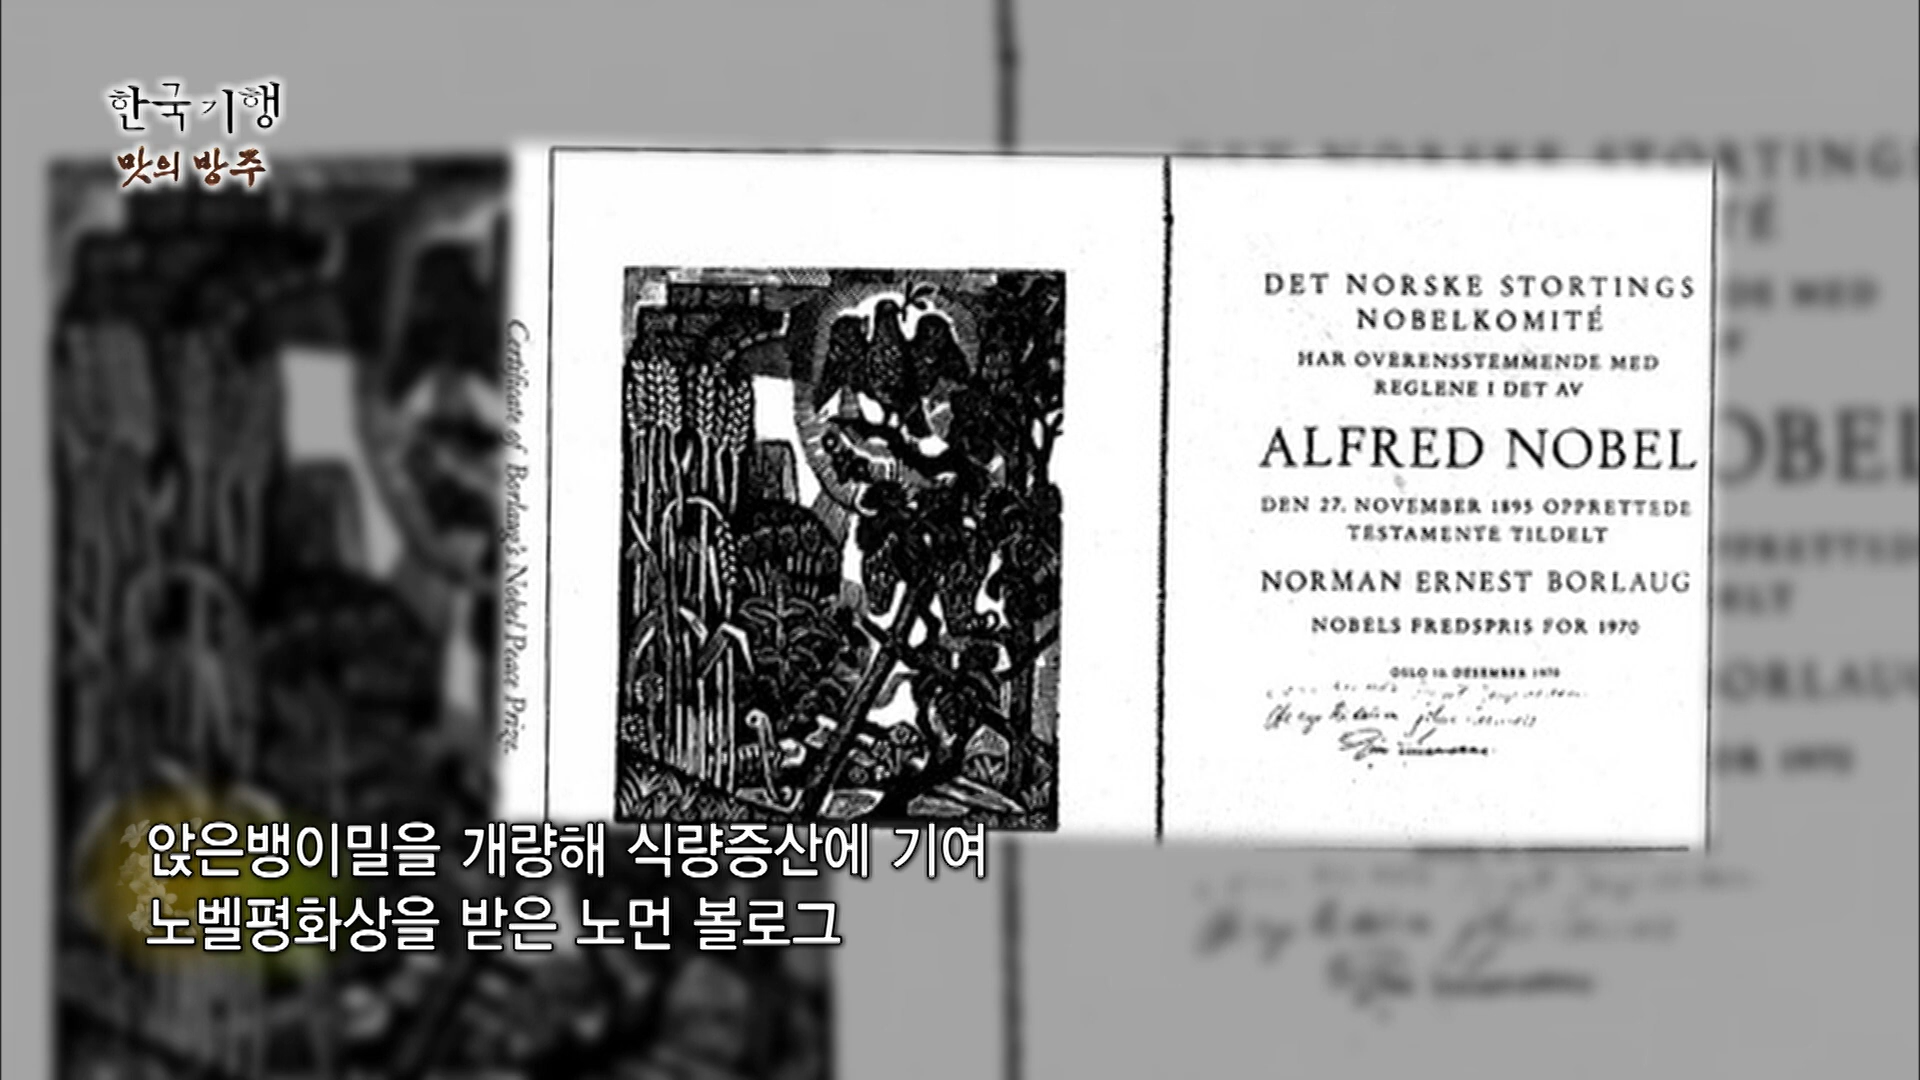 한국기행
맛의 방주
Certificate of Borlaug's Nobel Peace Prize.
DET NORSKE STORTINGS
NOBELKOMITÉ
HAR OVERENSSTEMMENDE MED
REGLENE I DET AV
ALFRED NOBEL
DEN 27. NOVEMBER 1895 OPPRETTEDE
TESTAMENTE TILDELT
NORMAN ERNEST BORLAUG
NOBELS FREDSPRIS FOR 1970
OSLO 10. DESEMBER 1970
앉은뱅이밀을 개량해 식량증산에 기여
노벨평화상을 받은 노먼 볼로그